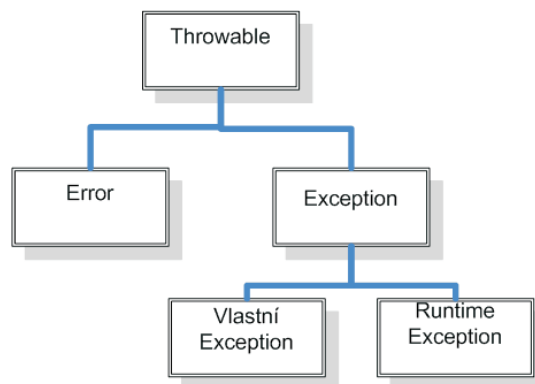 Throwable
Error
Exception
Vlastní
Exception
Runtime
Exception